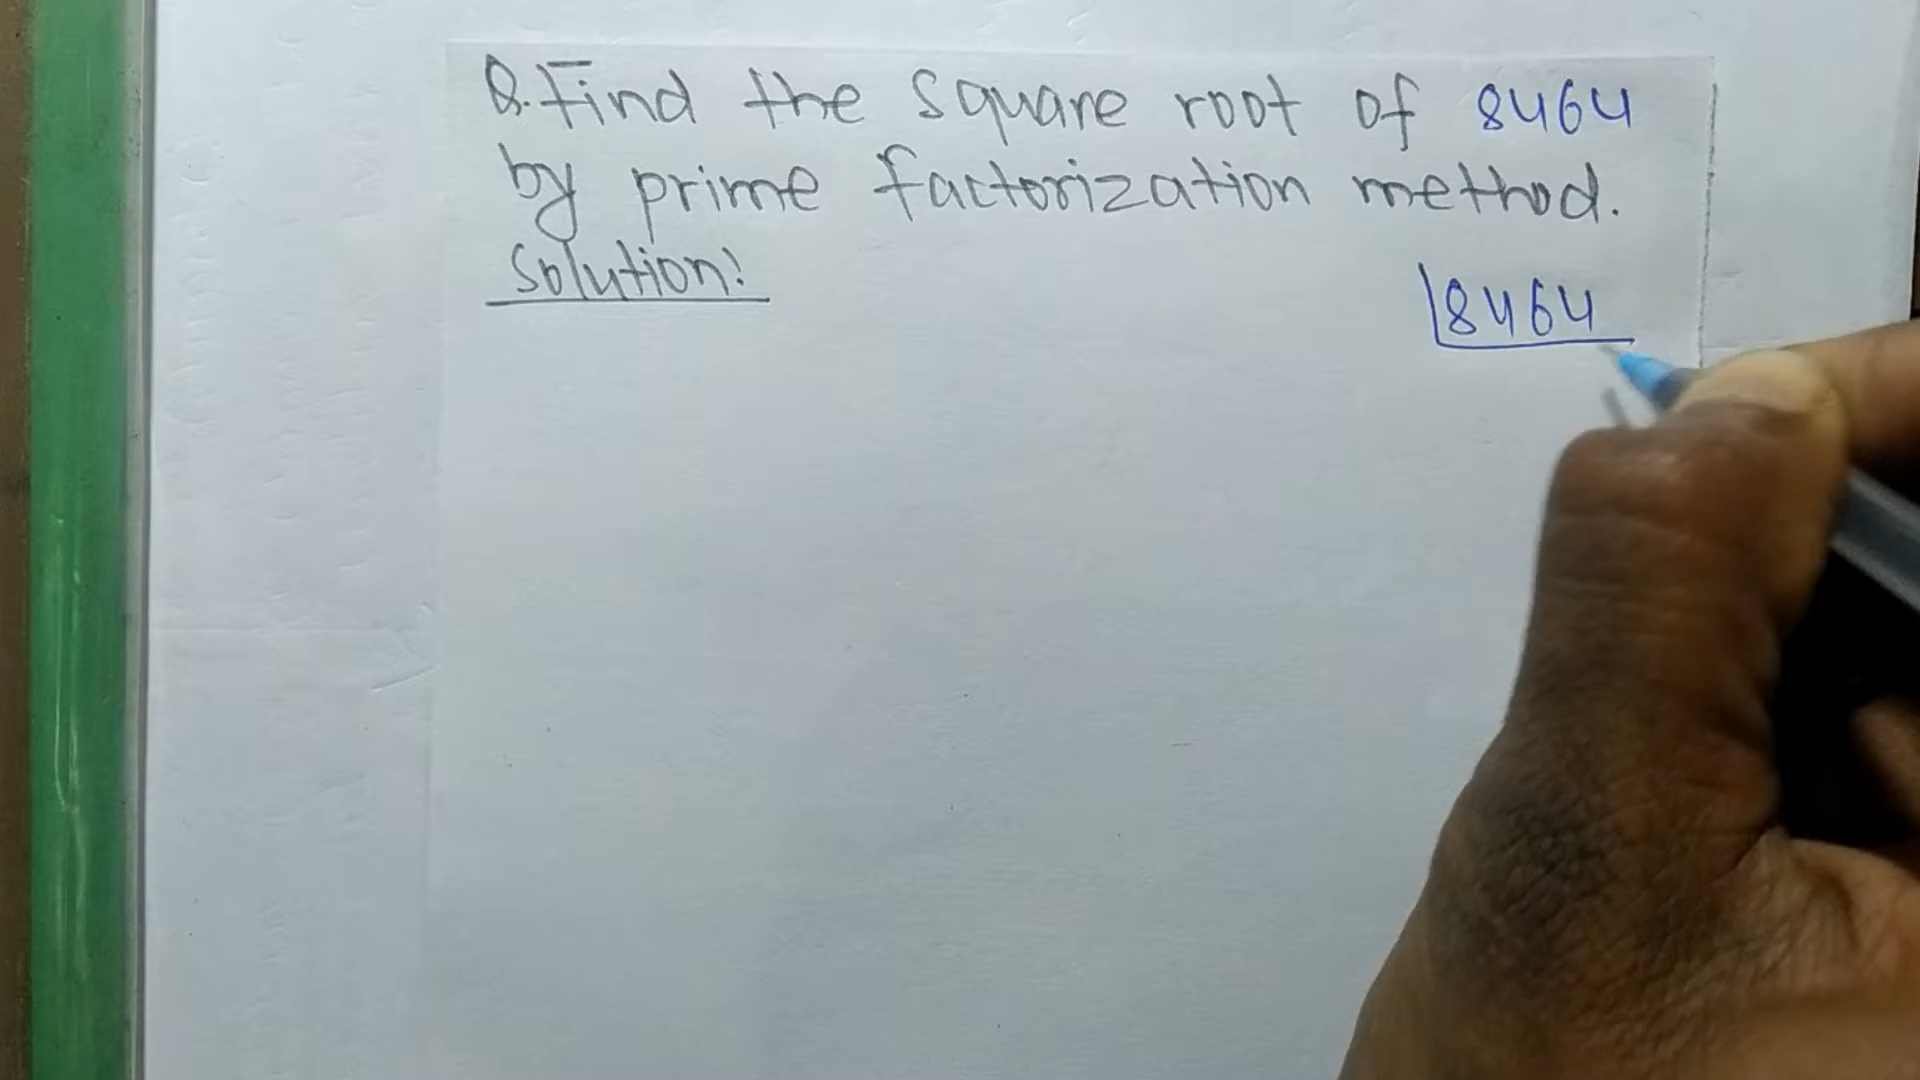 Q. Find the square root of 8464
by prime factorization method.
Solution:
8464